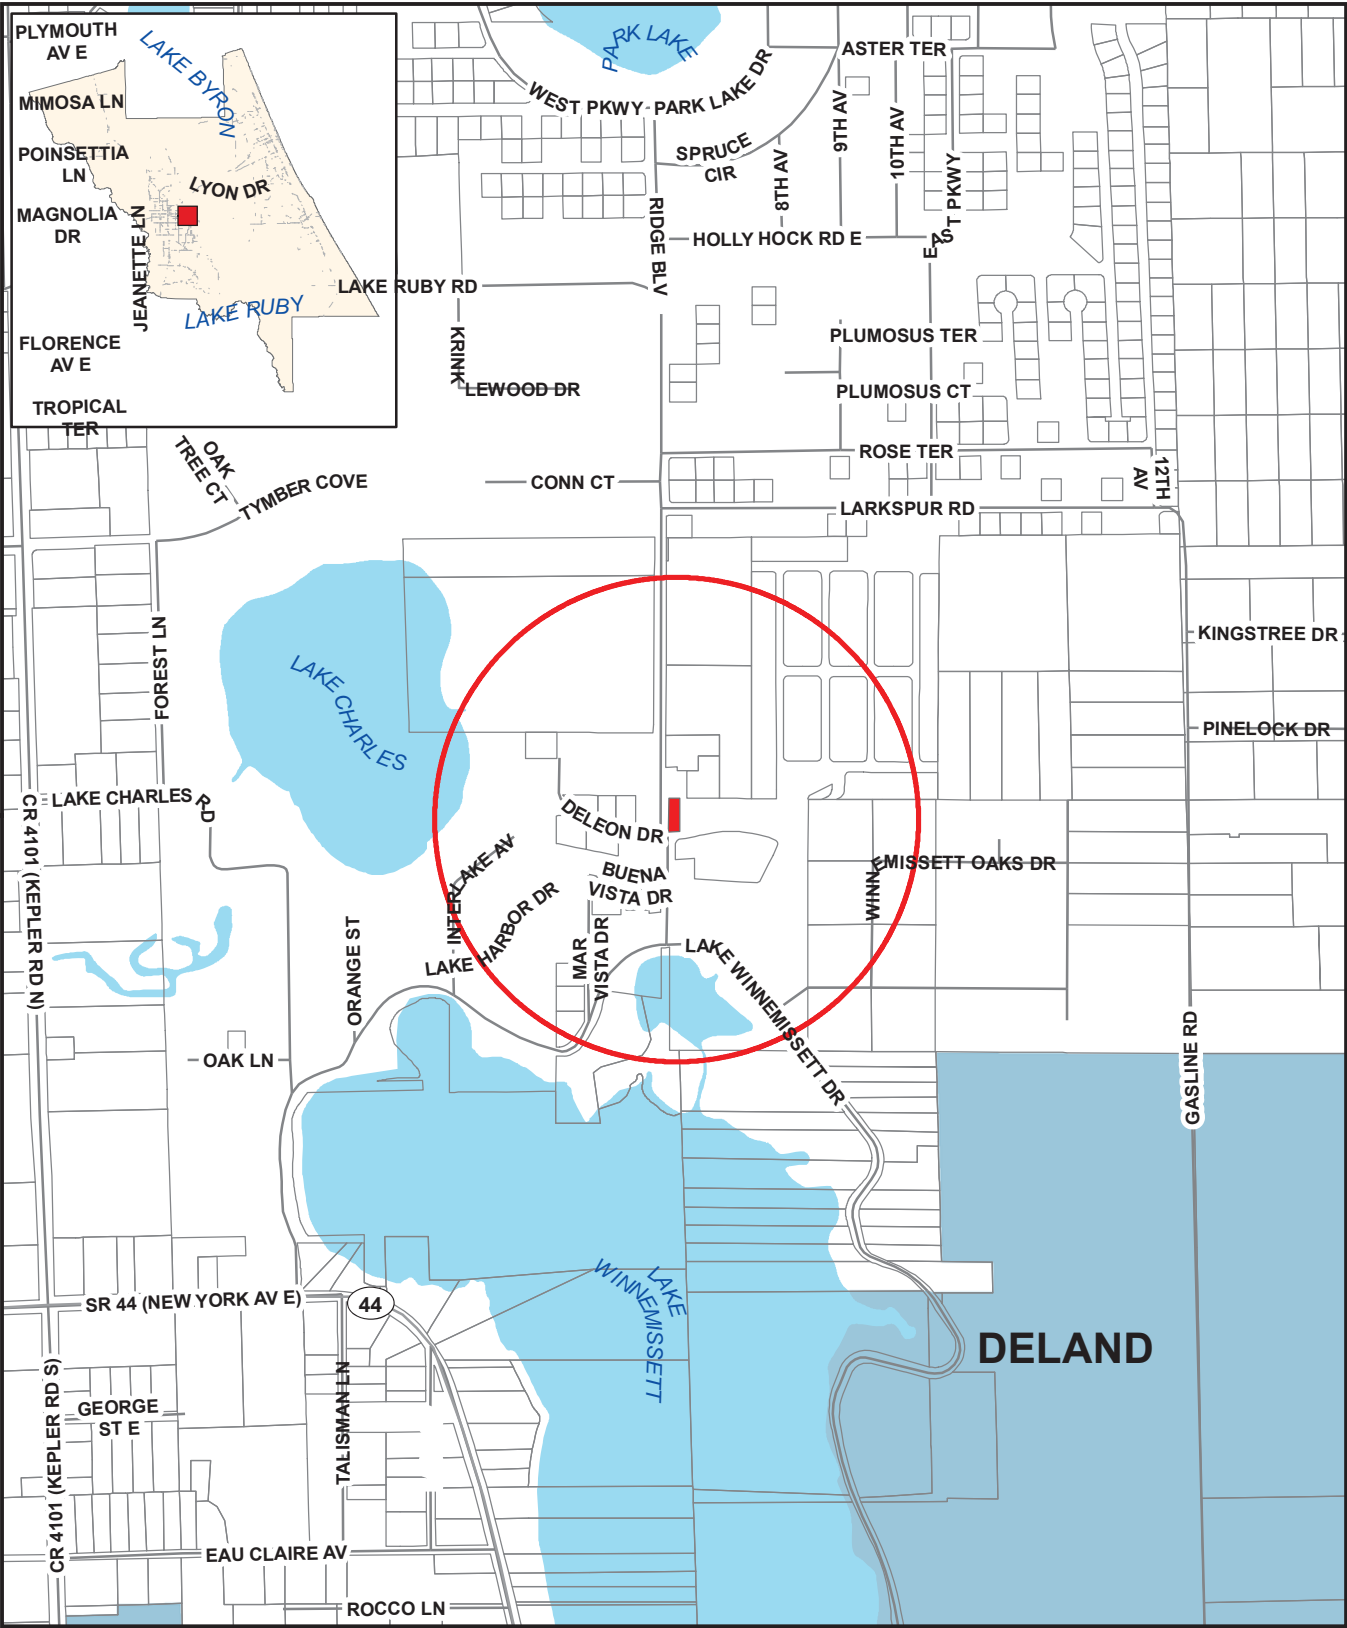 PLYMOUTH
AV E
LAKE BYRON
MIMOSA LN
POINSETTIA
LN
LYON DR
MAGNOLIA
DR
JEANETTE LN
LAKE RUBY RD
LAKE RUBY
FLORENCE
AV E
TROPICAL
TER
PARK LAKE
ASTER TER
WEST PKWY
PARK LAKE DR
SPRUCE
CIR
8TH AV
9TH AV
10TH AV
EAST PKWY
RIDGE BLV
HOLLY HOCK RD E
KRINK
LEWOOD DR
PLUMOSUS TER
PLUMOSUS CT
ROSE TER
12TH
AV
OAK
TREE CT
TYMBER COVE
CONN CT
LARKSPUR RD
FOREST LN
LAKE CHARLES
KINGSTREE DR
PINELOCK DR
LAKE CHARLES RD
CR 4101 (KEPLER RD N)
DELEON DR
INTERLAKE AV
INTERLAKE AV
BUENA
VISTA DR
WINNEMISSETT OAKS DR
LAKE HARBOR DR
MAR
VISTA DR
ORANGE ST
LAKE WINNEMISSETT DR
OAK LN
GASLINE RD
LAKE
WINNEMISSETT
SR 44 (NEW YORK AV E)
44
DELAND
TALISMAN LN
GEORGE
ST E
CR 4101 (KEPLER RD S)
EAU CLAIRE AV
ROCCO LN